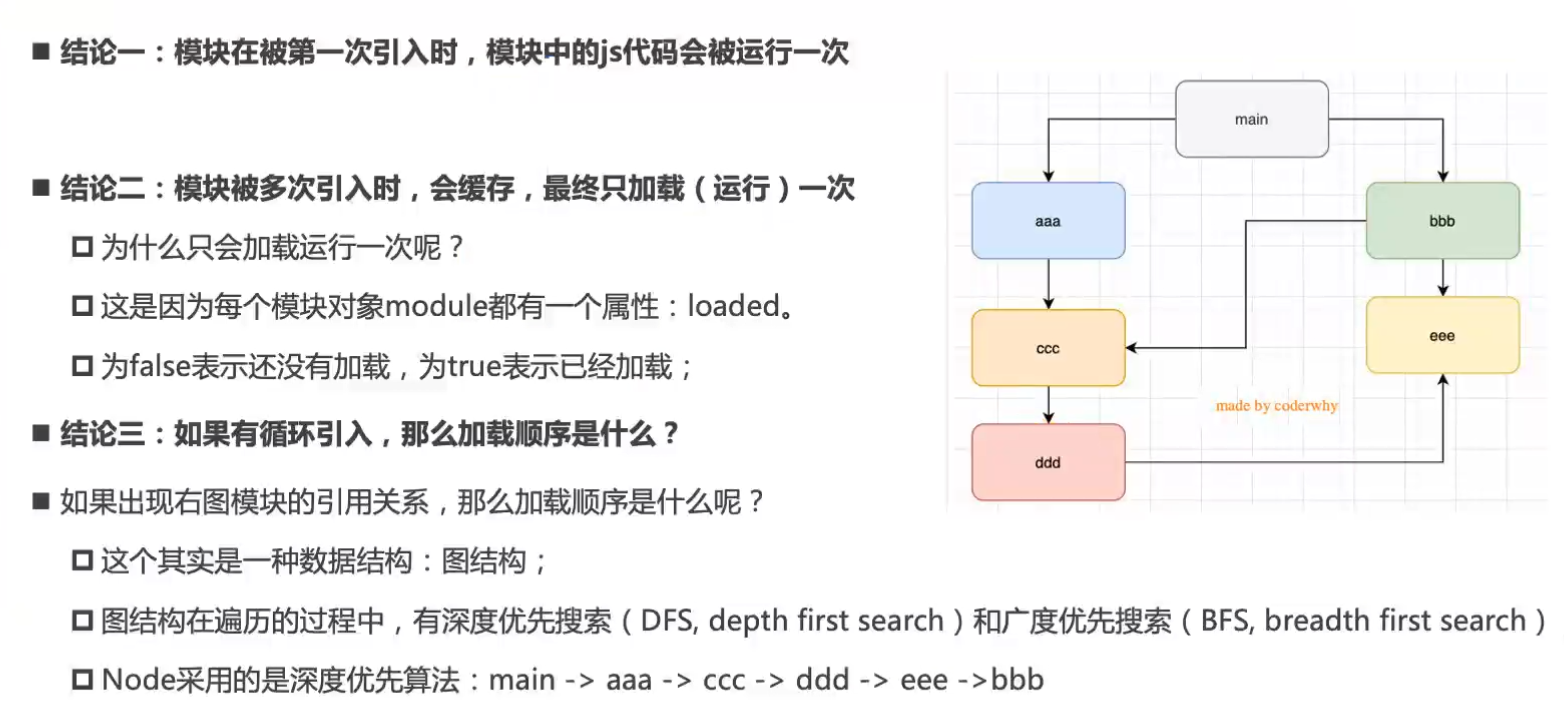 ■ 结论一：模块在被第一次引入时，模块中的js代码会被运行一次
■ 结论二：模块被多次引入时，会缓存，最终只加载（运行）一次
为什么只会加载运行一次呢？
这是因为每个模块对象module都有一个属性：loaded。
为false表示还没有加载，为true表示已经加载；
■ 结论三：如果有循环引入，那么加载顺序是什么？
■ 如果出现右图模块的引用关系，那么加载顺序是什么呢？
这个其实是一种数据结构：图结构；
图结构在遍历的过程中，有深度优先搜索（DFS, depth first search）和广度优先搜索（BFS, breadth first search）
Node采用的是深度优先算法：main -> aaa -> ccc -> ddd -> eee ->bbb
main
aaa
bbb
ccc
eee
made by coderwhy
ddd